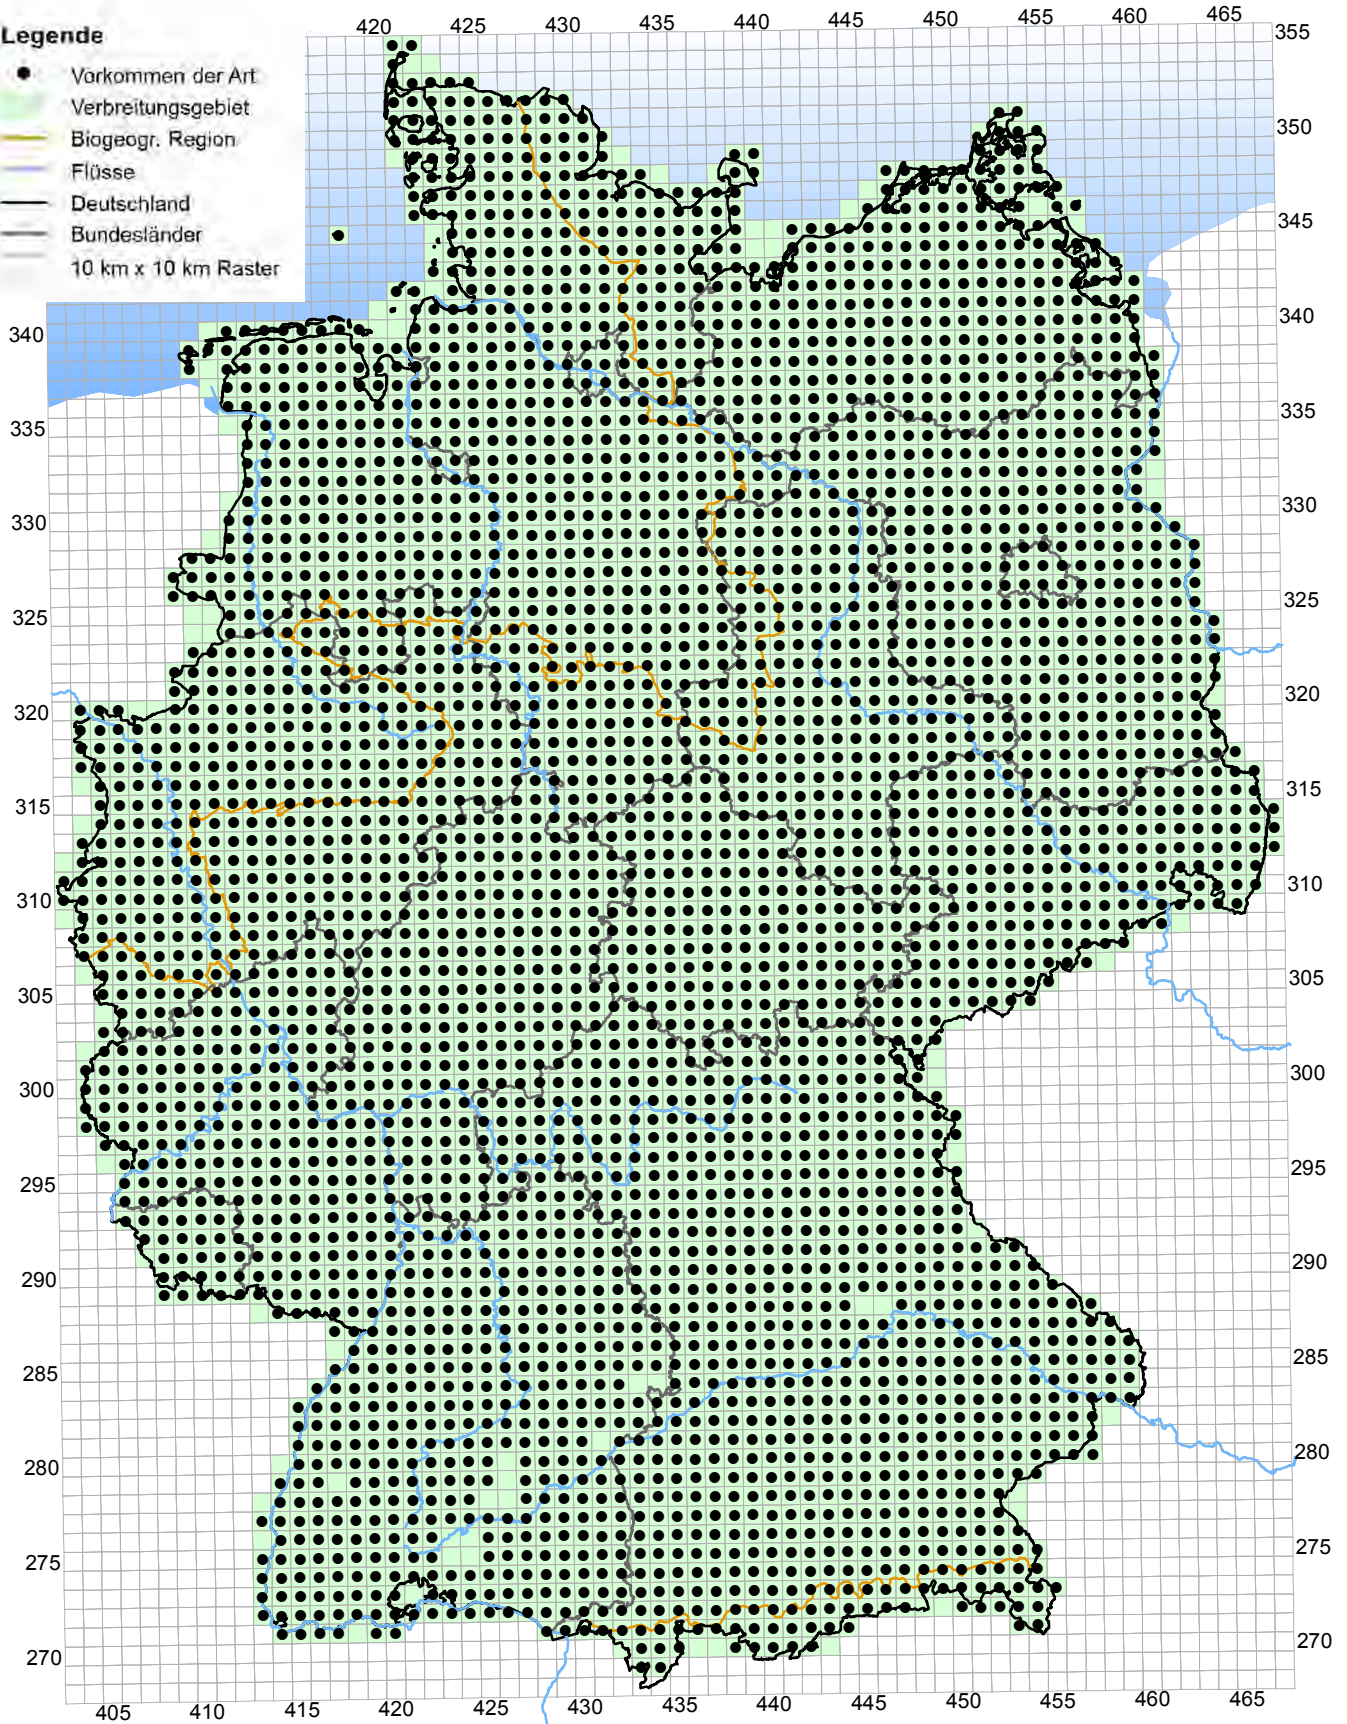 420 425 430 435 440 445 450 455 460 465
355
Legende
Vorkommen der Art
Verbreitungsgebiet
Biogeogr. Region
Flüsse
Deutschland
Bundesländer
10 km x 10 km Raster
350
345
340 340
335 335
330 330
325 325
320 320
315 315
310 310
305 305
300 300
295 295
290 290
285 285
280 280
275 275
270 270
405 410 415 420 425 430 435 440 445 450 455 460 465